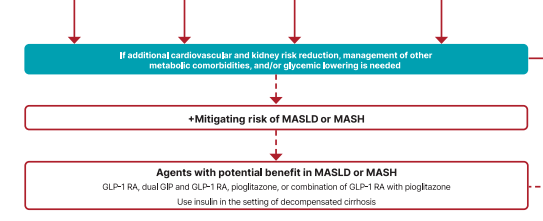 If additional cardiovascular and kidney risk reduction, management of other
metabolic comorbidities, and/or glycemic lowering is needed
+Mitigating risk of MASLD or MASH
Agents with potential benefit in MASLD or MASH
GLP-1 RA, dual GIP and GLP-1 RA, pioglitazone, or combination of GLP-1 RA with pioglitazone
Use insulin in the setting of decompensated cirrhosis